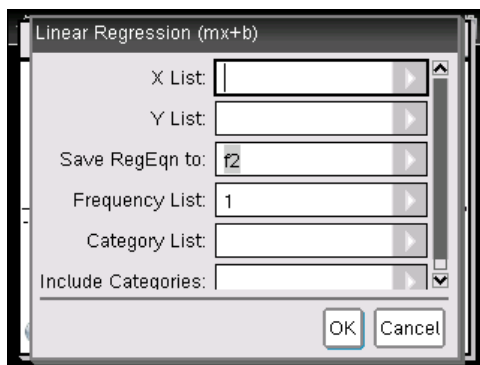 Linear Regression (mx+b)
X List:
Y List:
Save RegEqn to: f2
Frequency List: 1
Category List:
Include Categories:
OK Cancel